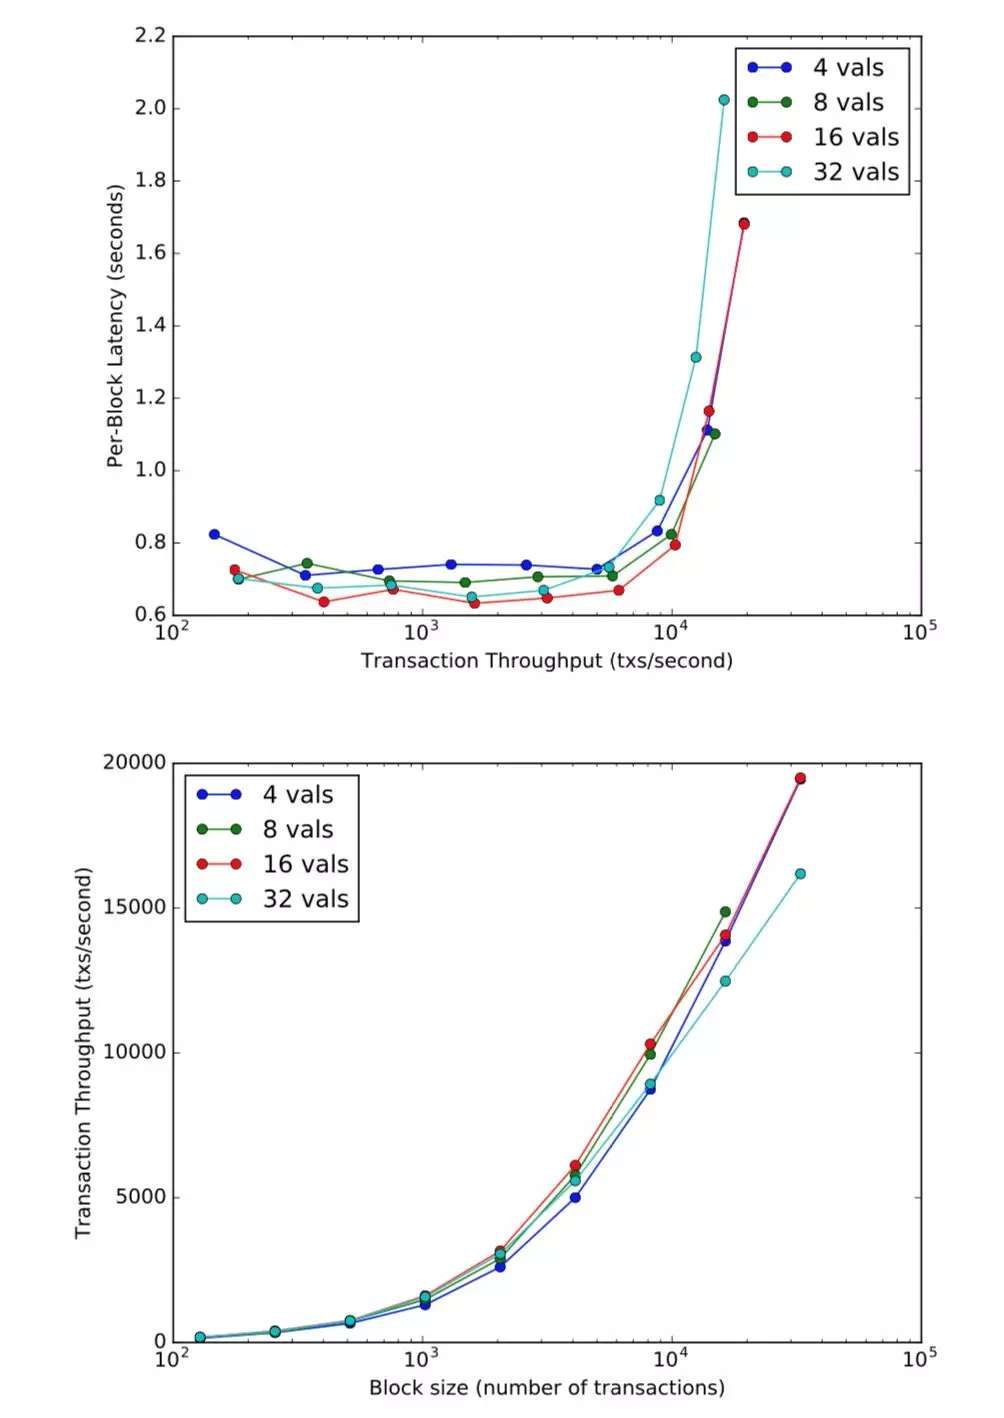 2.2
2.0
1.8
1.6
1.4
1.2
1.0
0.8
0.6
Per-Block Latency (seconds)
4 vals
8 vals
16 vals
32 vals
10² 10³ 10⁴ 10⁵
Transaction Throughput (txs/second)
20000
15000
10000
5000
0
Transaction Throughput (txs/second)
4 vals
8 vals
16 vals
32 vals
10² 10³ 10⁴ 10⁵
Block size (number of transactions)